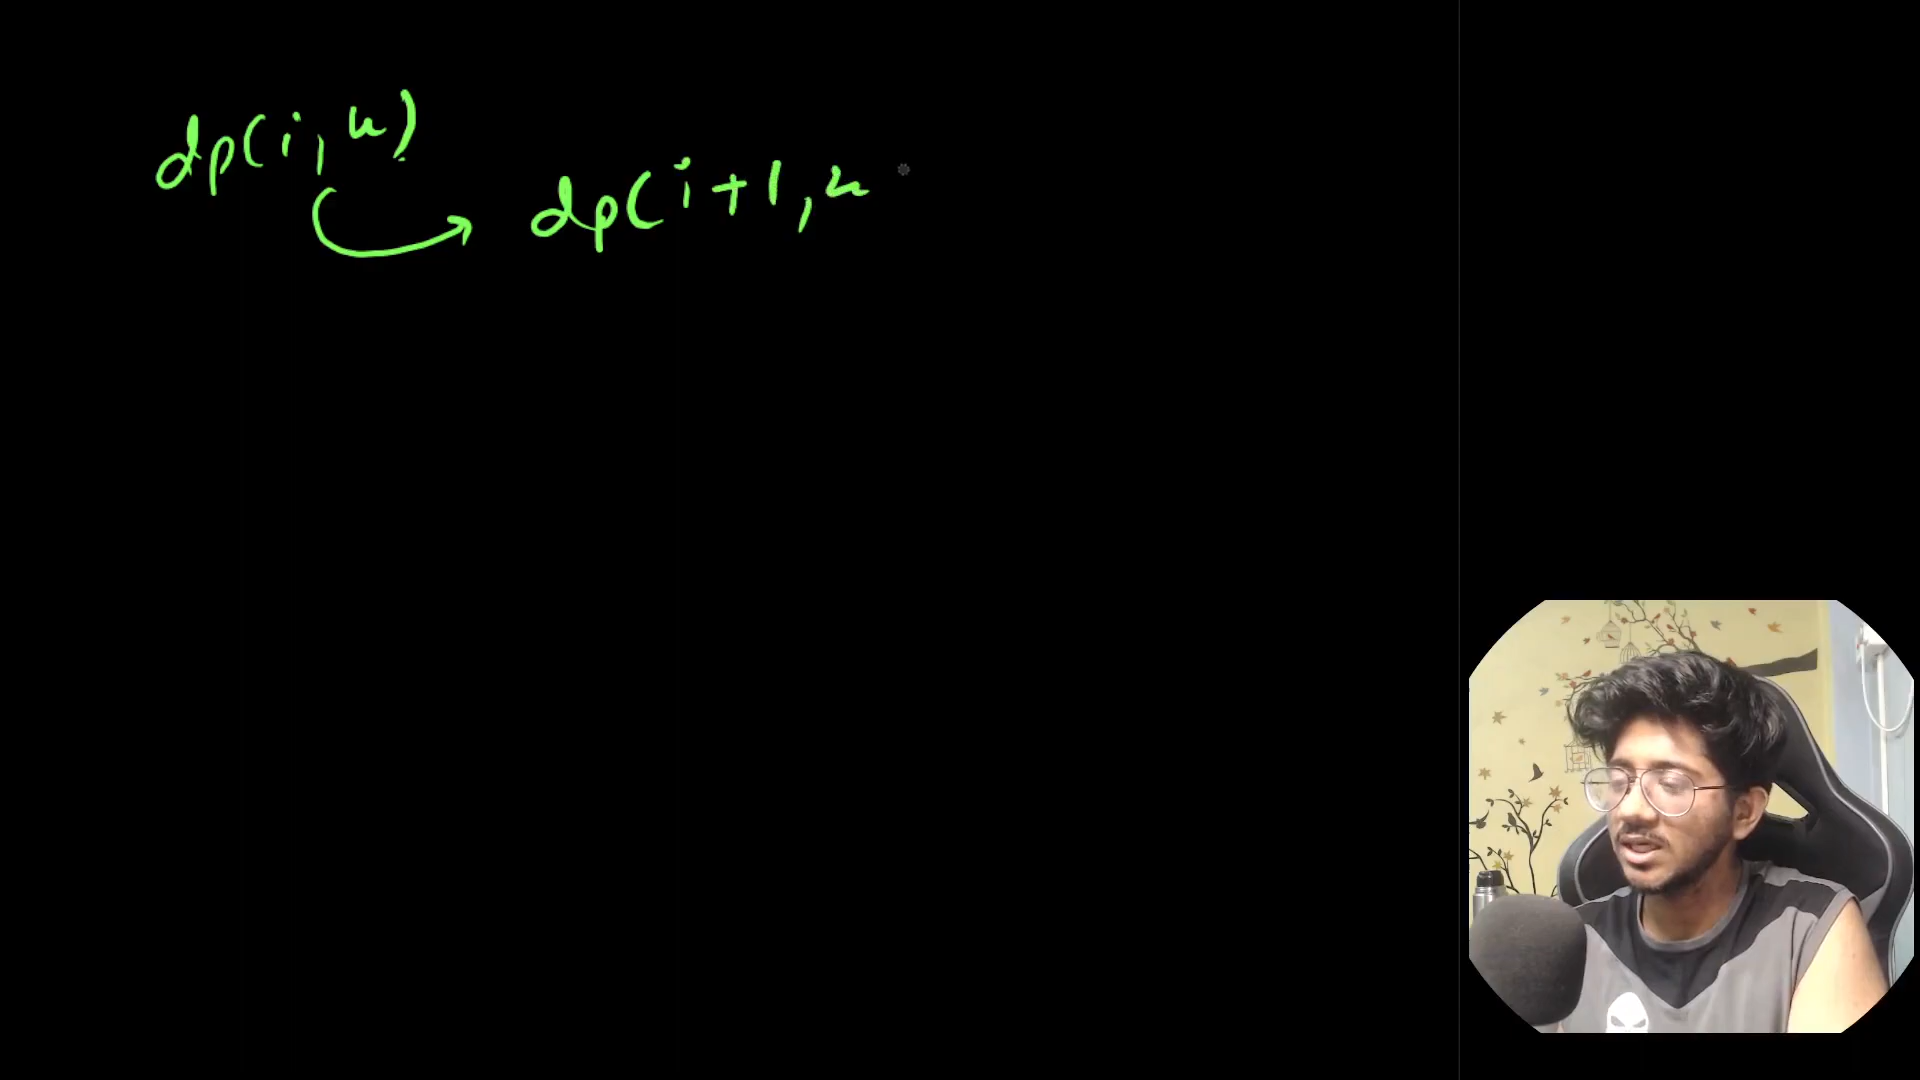 dp(i, x)
dp(i+1, x